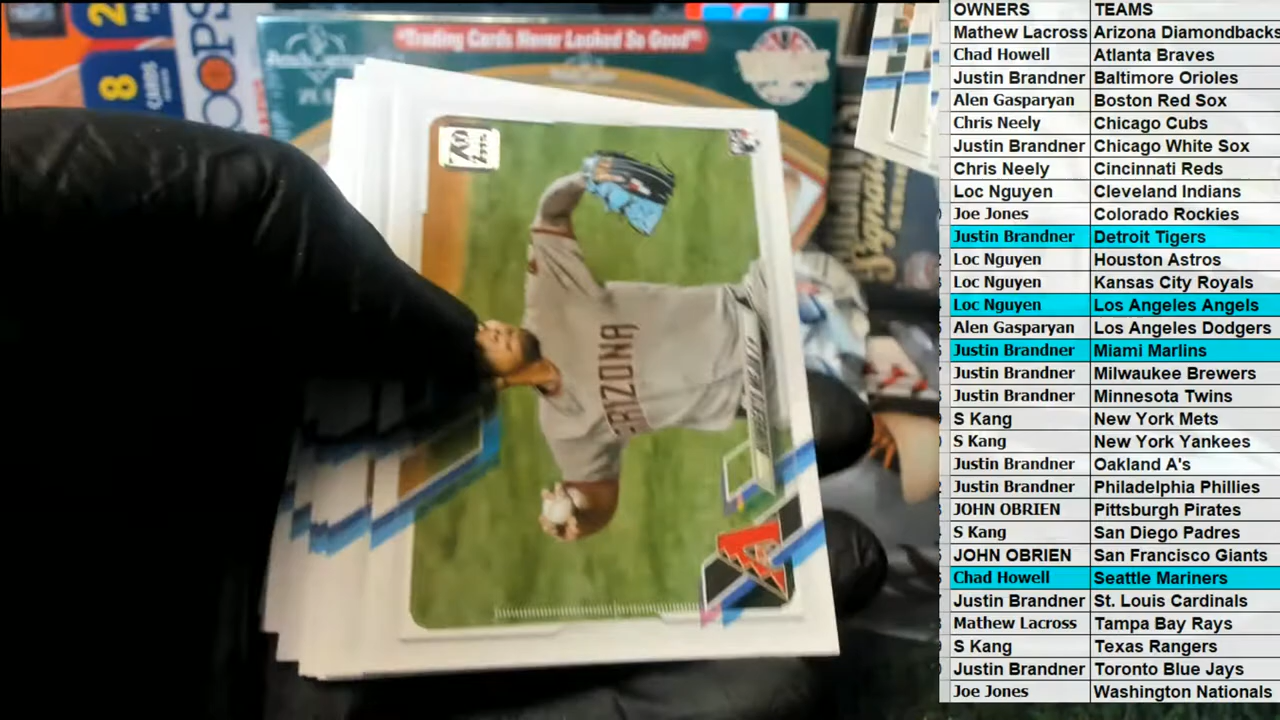 "Trading Cards Never Looked So Good"
OOPS
8
CARDS
2
70
ARIZONA
OWNERS TEAMS
Mathew Lacross Arizona Diamondbacks
Chad Howell Atlanta Braves
Justin Brandner Baltimore Orioles
Alen Gasparyan Boston Red Sox
Chris Neely Chicago Cubs
Justin Brandner Chicago White Sox
Chris Neely Cincinnati Reds
Loc Nguyen Cleveland Indians
Joe Jones Colorado Rockies
Justin Brandner Detroit Tigers
Loc Nguyen Houston Astros
Loc Nguyen Kansas City Royals
Loc Nguyen Los Angeles Angels
Alen Gasparyan Los Angeles Dodgers
Justin Brandner Miami Marlins
Justin Brandner Milwaukee Brewers
Justin Brandner Minnesota Twins
S Kang New York Mets
S Kang New York Yankees
Justin Brandner Oakland A's
Justin Brandner Philadelphia Phillies
JOHN OBRIEN Pittsburgh Pirates
S Kang San Diego Padres
JOHN OBRIEN San Francisco Giants
Chad Howell Seattle Mariners
Justin Brandner St. Louis Cardinals
Mathew Lacross Tampa Bay Rays
S Kang Texas Rangers
Justin Brandner Toronto Blue Jays
Joe Jones Washington Nationals